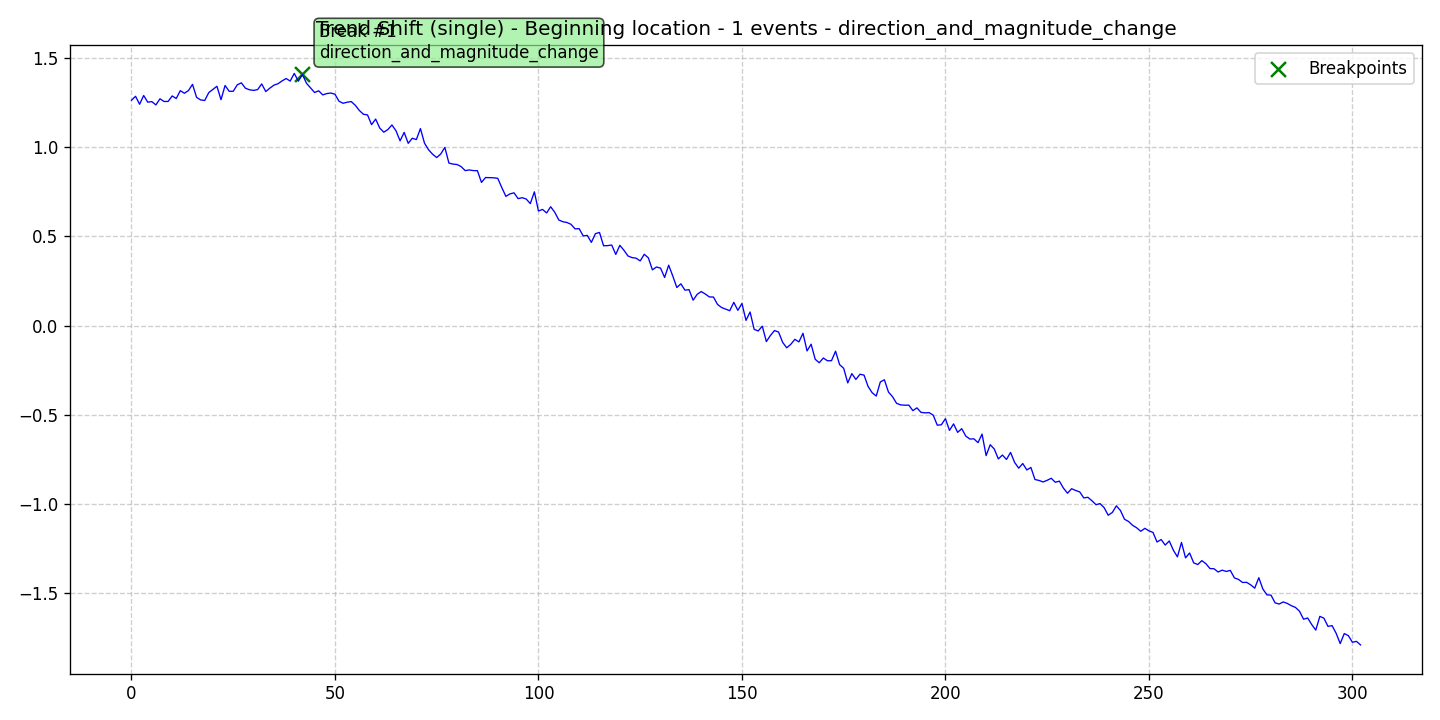 Trend Shift (single) - Beginning location - 1 events - direction_and_magnitude_change
Break #1
direction_and_magnitude_change
Breakpoints
1.5
1.0
0.5
0.0
−0.5
−1.0
−1.5
0 50 100 150 200 250 300